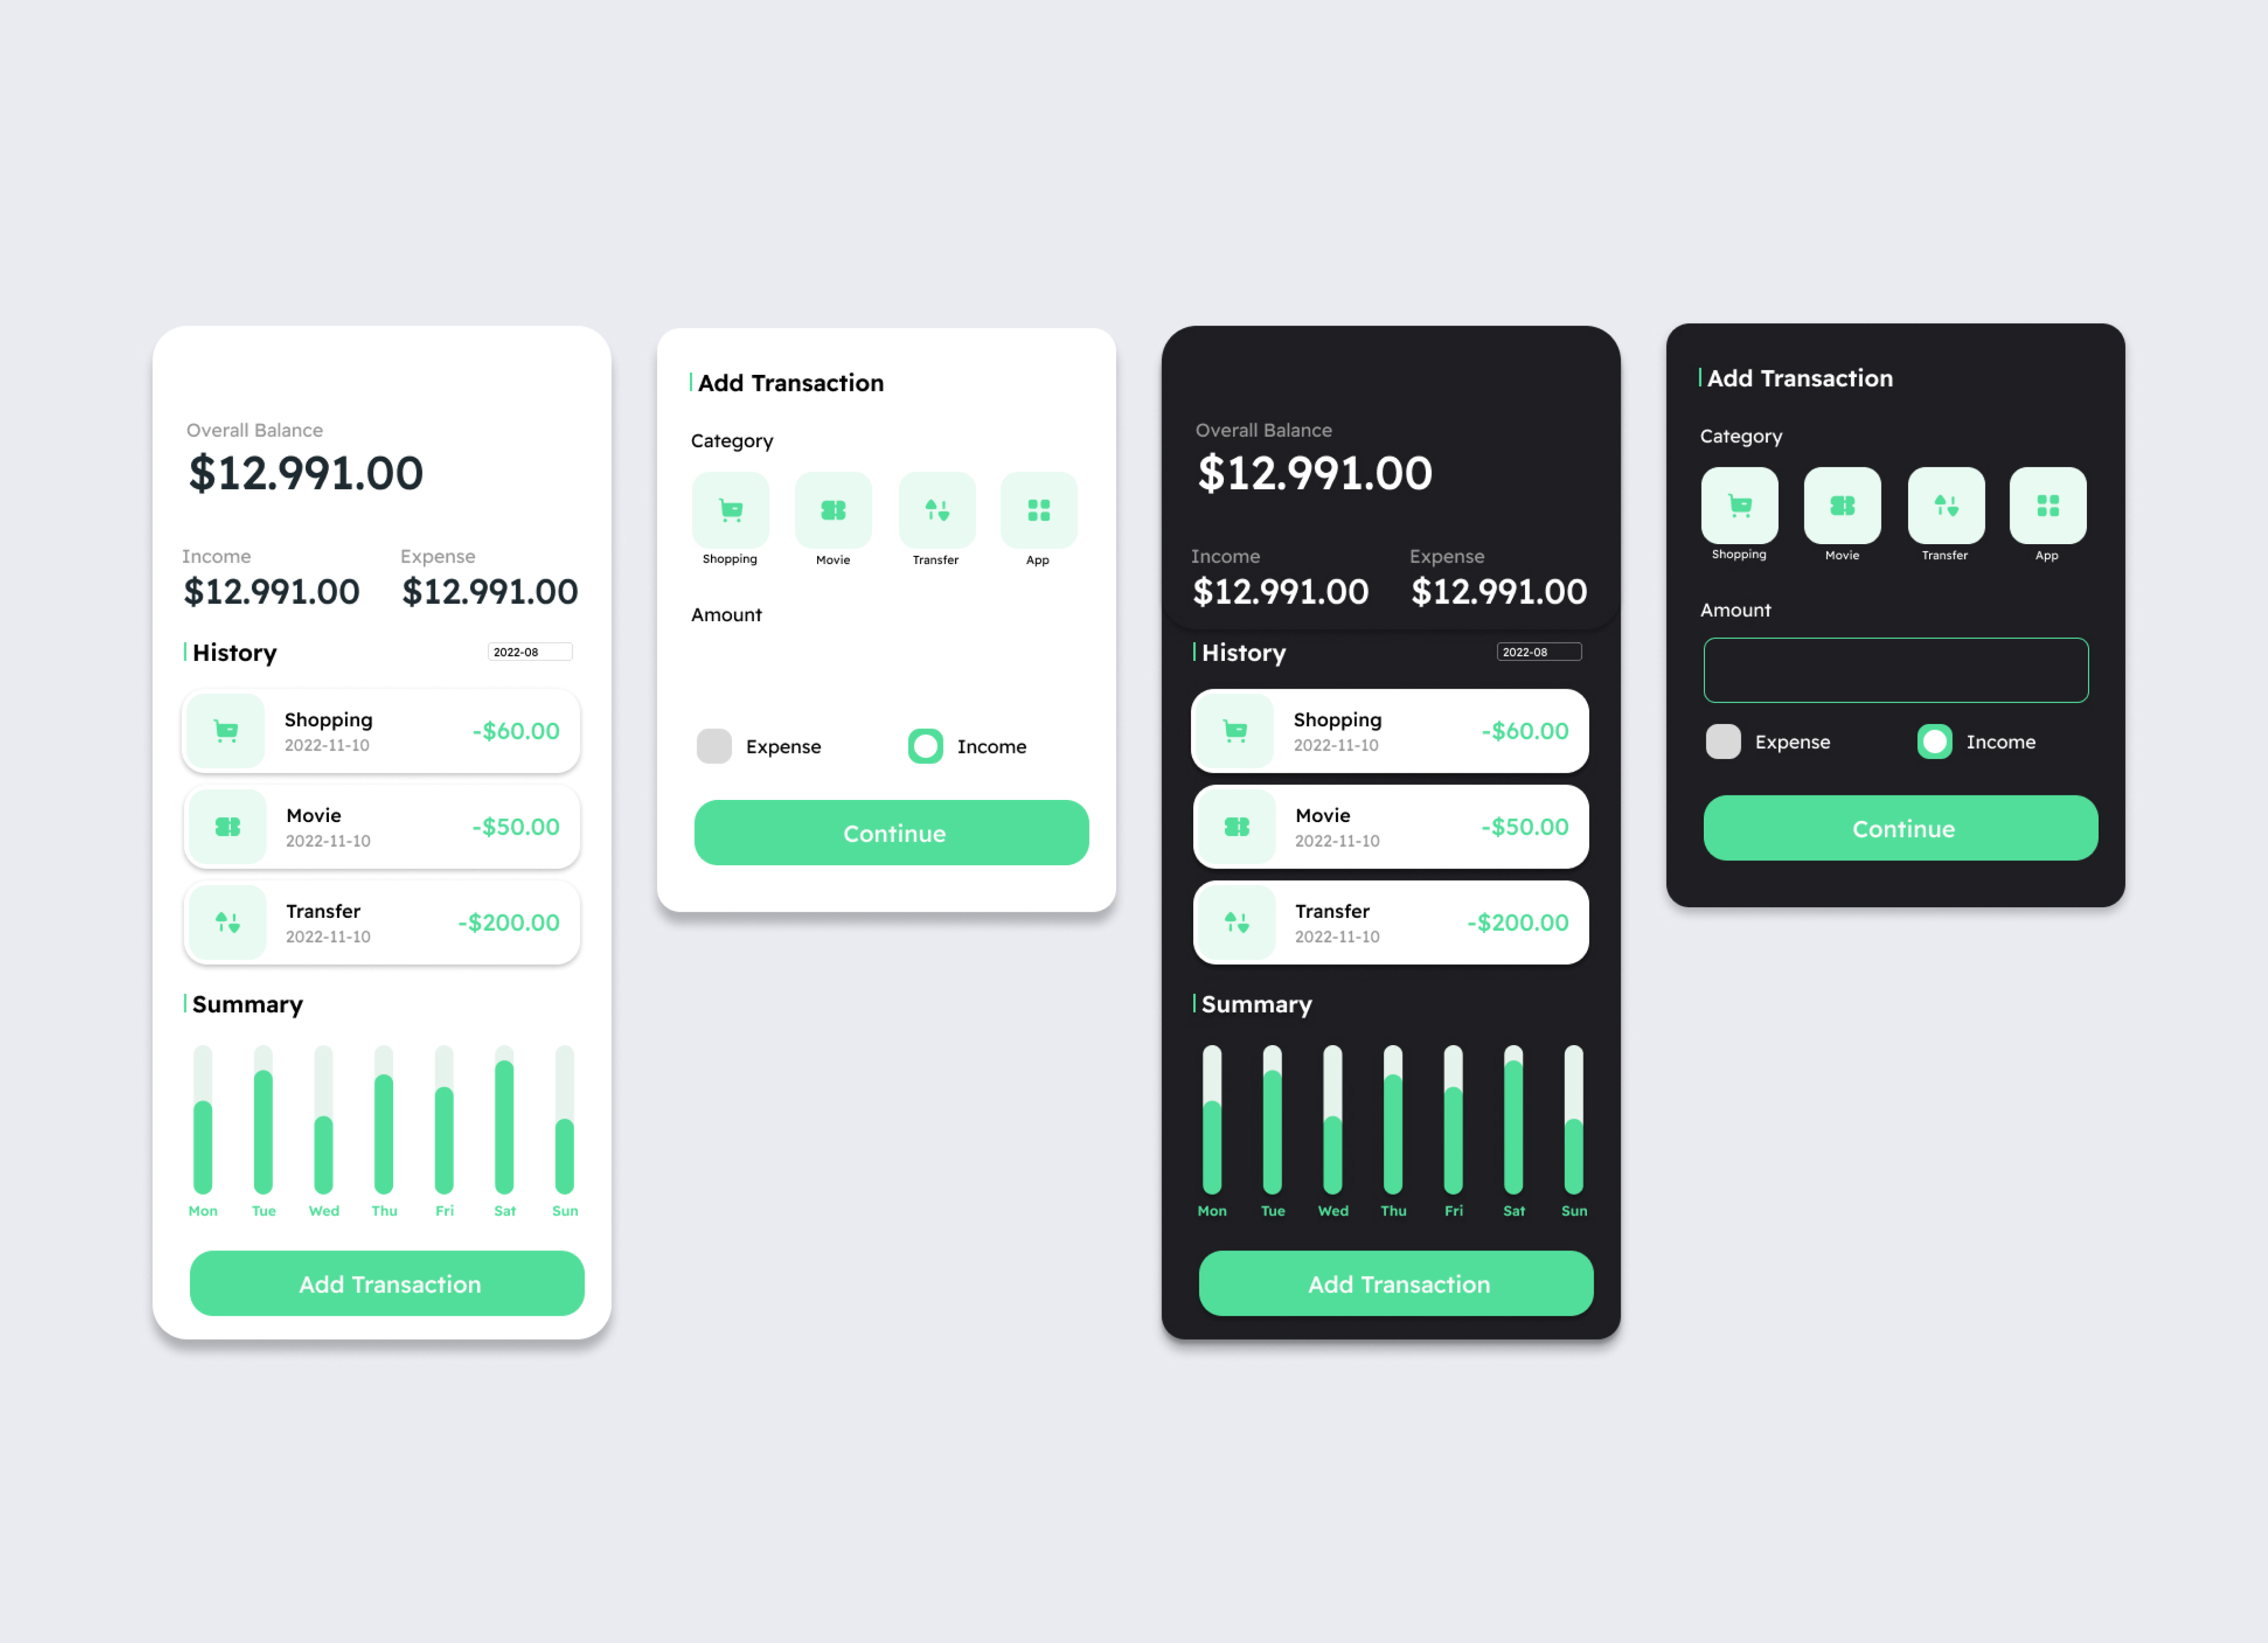 Overall Balance
$12.991.00
Income Expense
$12.991.00 $12.991.00
History 2022-08
Shopping
2022-11-10
-$60.00
Movie
2022-11-10
-$50.00
Transfer
2022-11-10
-$200.00
Summary
Mon Tue Wed Thu Fri Sat Sun
Add Transaction
Add Transaction
Category
Shopping Movie Transfer App
Amount
Expense Income
Continue
Overall Balance
$12.991.00
Income Expense
$12.991.00 $12.991.00
History 2022-08
Shopping
2022-11-10
-$60.00
Movie
2022-11-10
-$50.00
Transfer
2022-11-10
-$200.00
Summary
Mon Tue Wed Thu Fri Sat Sun
Add Transaction
Add Transaction
Category
Shopping Movie Transfer App
Amount
Expense Income
Continue